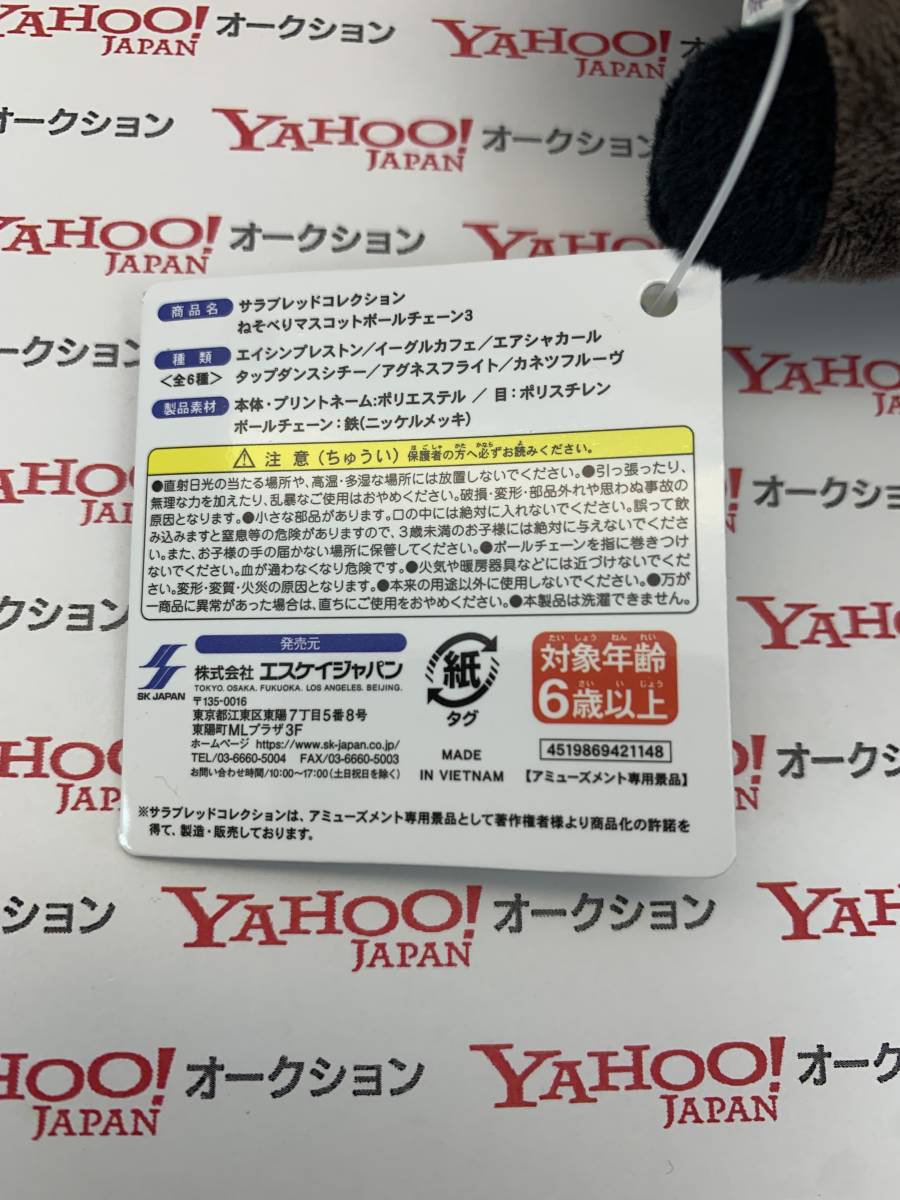 YAHOO! オークション
JAPAN
YAHOO!
JAPAN
オークション
YAHOO! オークション
JAPAN
YAHOO! オークション
JAPAN
商品名 サラブレッドコレクション
ねそべりマスコットボールチェーン3
種類 エイシンプレストン／イーグルカフェ／エアシャカール
＜全6種＞ タップダンスシチー／アグネスフライト／カネツフルーヴ
製品素材 本体・プリントネーム:ポリエステル ／ 目：ポリスチレン
ボールチェーン：鉄(ニッケルメッキ)
注意（ちゅうい） 保護者の方へ必ずお読みください。
●直射日光の当たる場所や、高温・多湿な場所には放置しないでください。●引っ張ったり、
無理な力を加えたり、乱暴なご使用はおやめください。破損・変形・部品外れや思わぬ事故の
原因となります。●小さな部品があります。口の中には絶対に入れないでください。誤って飲
み込みますと窒息等の危険がありますので、3歳未満のお子様には絶対に与えないでくださ
い。また、お子様の手の届かない場所に保管してください。●ボールチェーンを指に巻きつけ
ないでください。血が通わなくなり危険です。●火気や暖房器具などには近づけないでくださ
い。変形・変質・火災の原因となります。●本来の用途以外に使用しないでください。●万が
一商品に異常があった場合は、直ちにご使用をおやめください。●本製品は洗濯できません。
SK JAPAN
発売元
株式会社 エスケイジャパン
TOKYO. OSAKA. FUKUOKA. LOS ANGELES. BEIJING.
〒135-0016
東京都江東区東陽7丁目5番8号
東陽町MLプラザ3F
ホームページ https://www.sk-japan.co.jp/
TEL/03-6660-5004 FAX/03-6660-5003
お問い合わせ時間/10:00～17:00（土日祝日を除く）
紙
タグ
MADE
IN VIETNAM
たいしょうねんれい
対象年齢
さいいじょう
6歳以上
4519869421148
【アミューズメント専用景品】
※サラブレッドコレクションは、アミューズメント専用景品として著作権者様より商品化の許諾を
得て、製造・販売しております。
オークション
YAHOO! オークション
JAPAN
オークション
JAPAN
YAHOO!
JAPAN